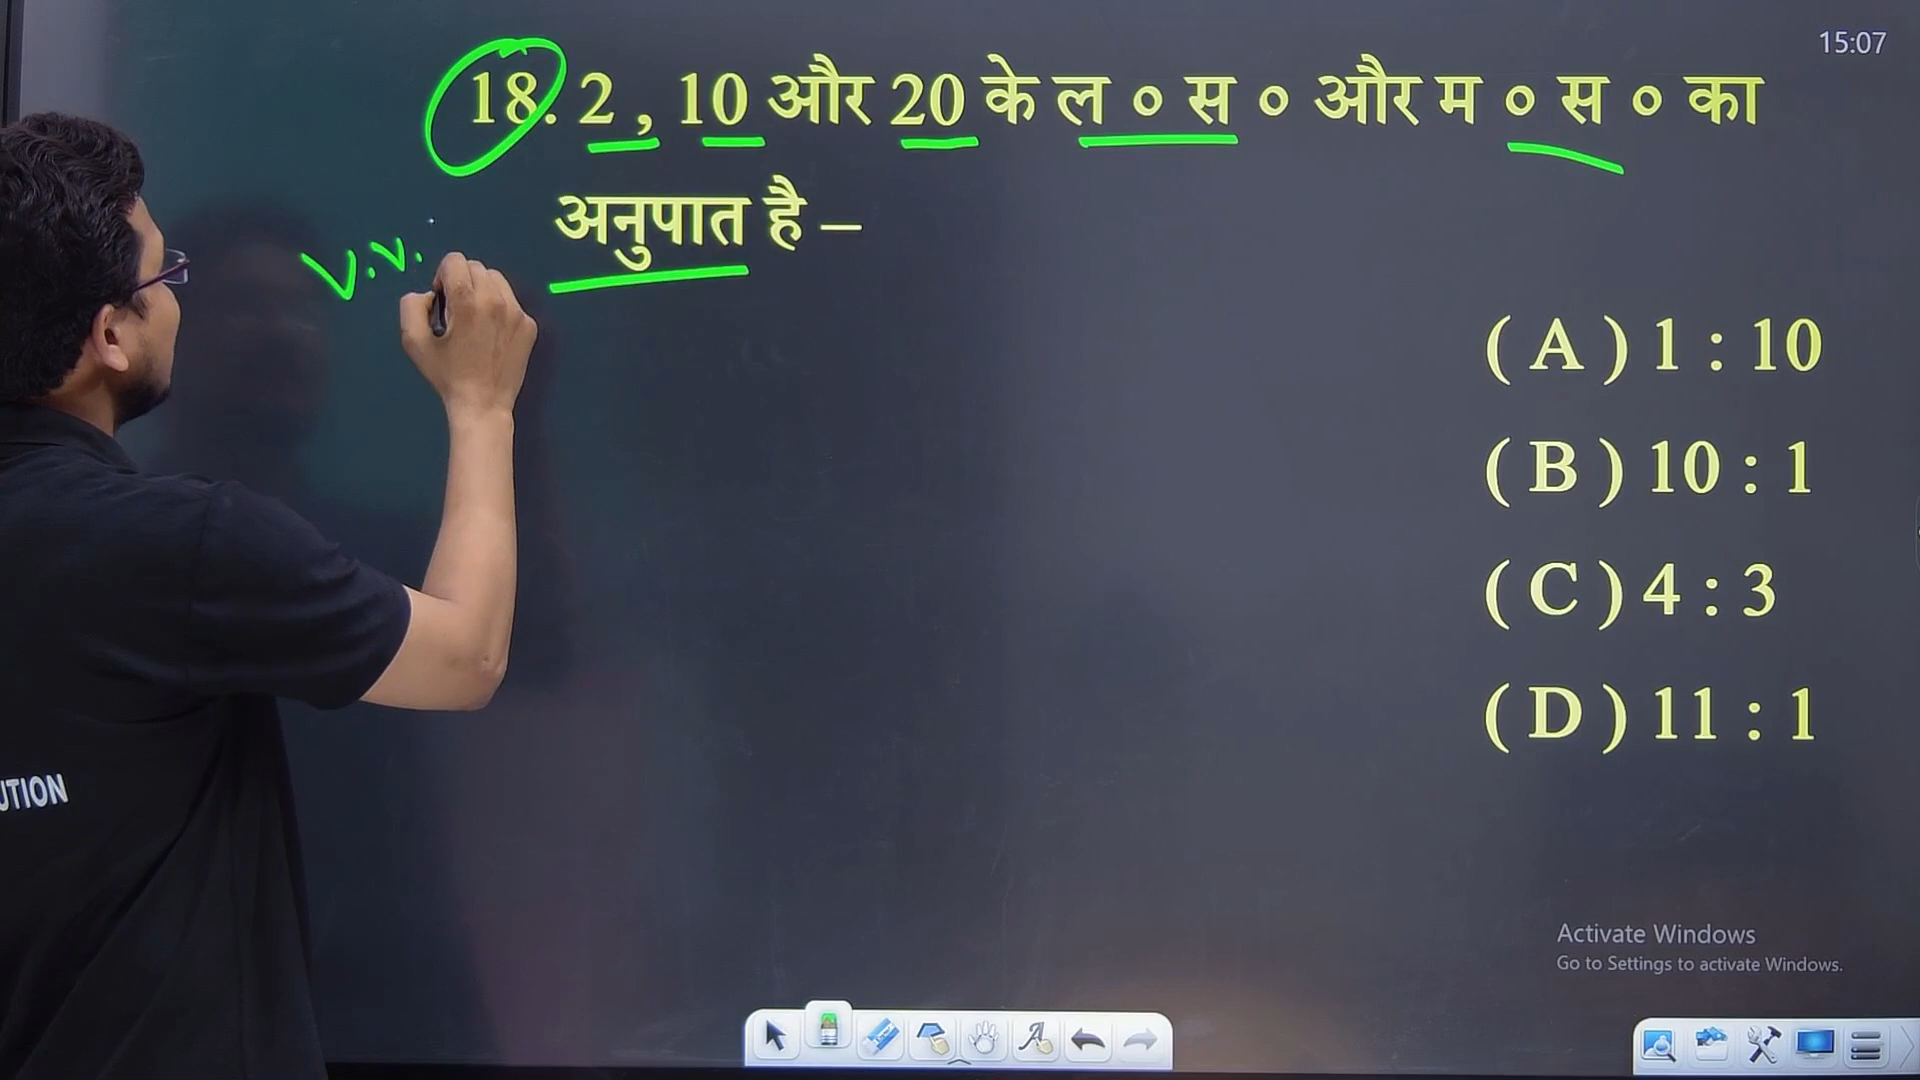 15:07
18. 2 , 10 और 20 के ल ० स ० और म ० स ० का
अनुपात है –
v.v.
( A ) 1 : 10
( B ) 10 : 1
( C ) 4 : 3
( D ) 11 : 1
UTION
Activate Windows
Go to Settings to activate Windows.